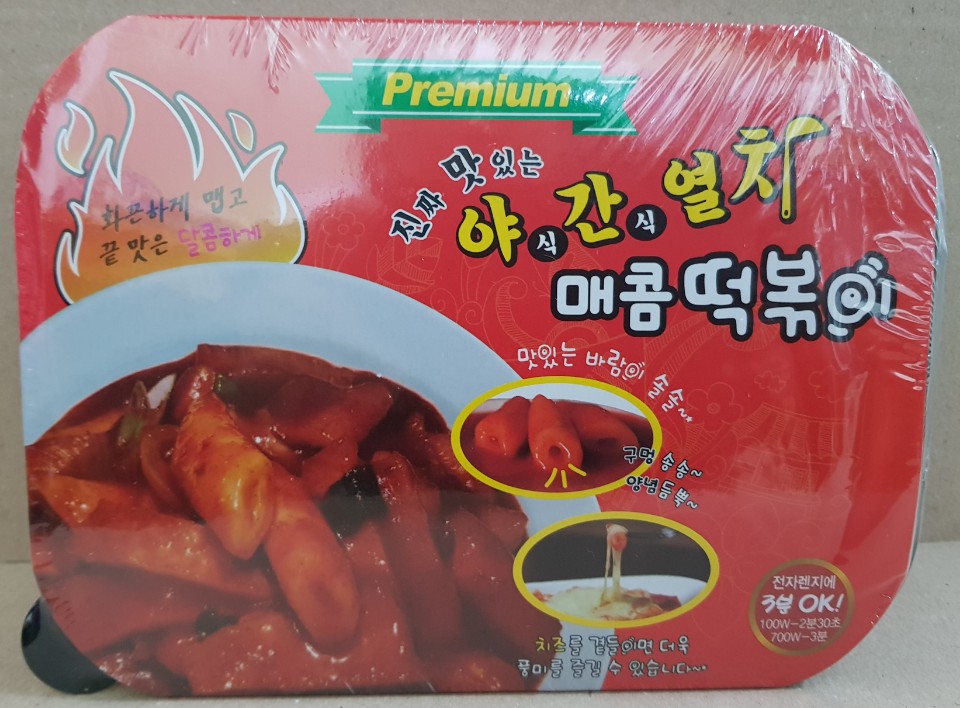 Premium
진짜 맛있는
야식간식열치
매콤떡볶이
화끈하게 맵고
끝맛은 달콤하게
맛있는 바람이 솔솔~
구멍 송송~
양념듬뿍~
치즈를 곁들이면 더욱
풍미를 즐길 수 있습니다~
전자렌지에
3분 OK!
100W-2분30초
700W-3분